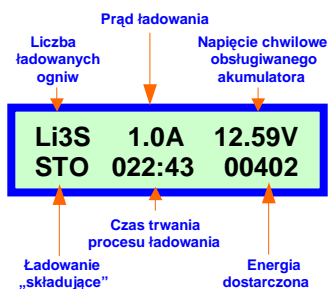 Prąd ładowania
Liczba
ładowanych
ogniw
Napięcie chwilowe
obsługiwanego
akumulatora
Li3S 1.0A 12.59V
STO 022:43 00402
Czas trwania
procesu ładowania
Ładowanie
„składujące”
Energia
dostarczona